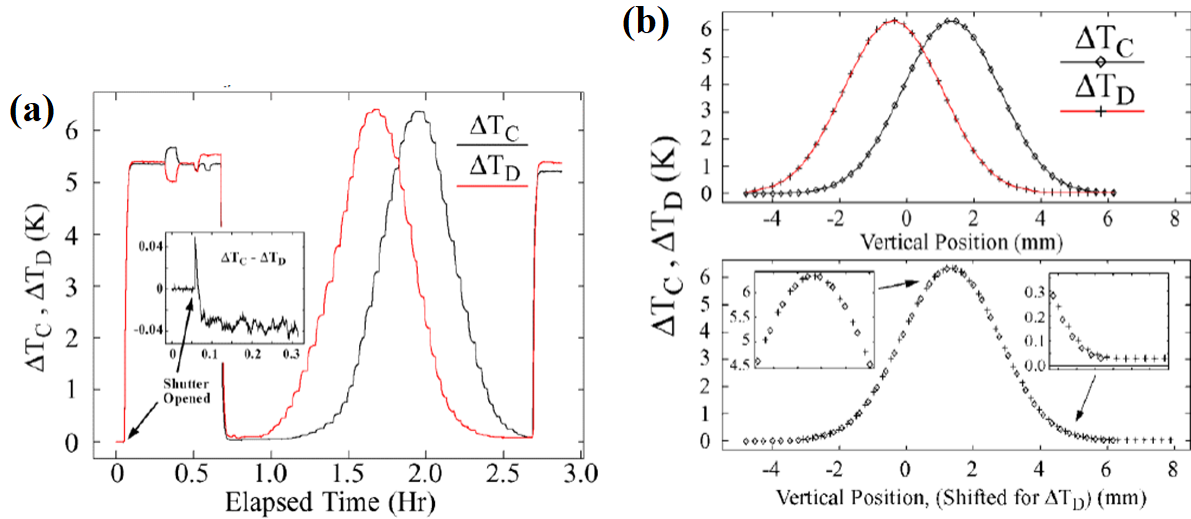 (a)
6
5
4
3
2
1
0
ΔT_C , ΔT_D (K)
ΔT_C
ΔT_D
0.04
0
-0.04
ΔT_C - ΔT_D
0 0.1 0.2 0.3
Shutter
Opened
0 0.5 1.0 1.5 2.0 2.5 3.0
Elapsed Time (Hr)
(b)
6
5
4
3
2
1
0
ΔT_C
ΔT_D
-4 -2 0 2 4 6 8
Vertical Position (mm)
ΔT_C , ΔT_D (K)
6
5
4
3
2
1
0
6
5.5
5
4.5
0.3
0.2
0.1
0.0
-4 -2 0 2 4 6 8
Vertical Position, (Shifted for ΔT_D) (mm)